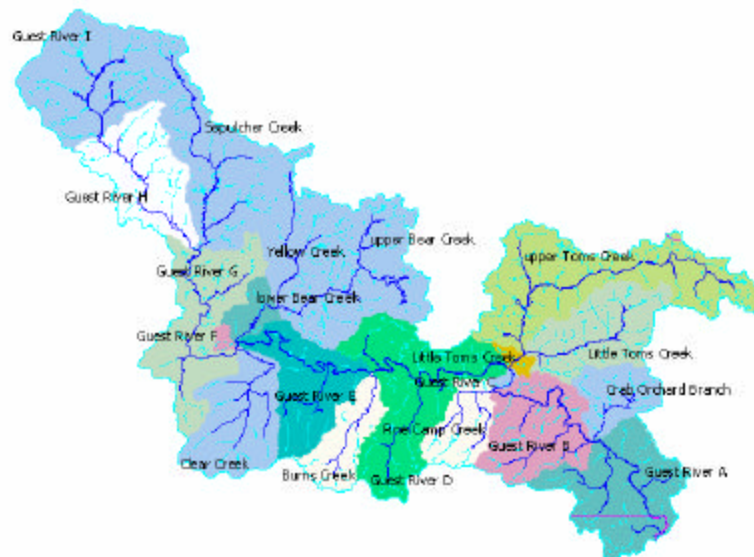 Guest River I
Sepulcher Creek
Guest River H
Yellow Creek
upper Bear Creek
upper Toms Creek
Guest River G
lower Bear Creek
Guest River F
Little Toms Creek
Little Toms Creek
Guest River C
Guest River E
Crab Orchard Branch
Camp Creek
Guest River B
Clear Creek
Burns Creek
Guest River D
Guest River A